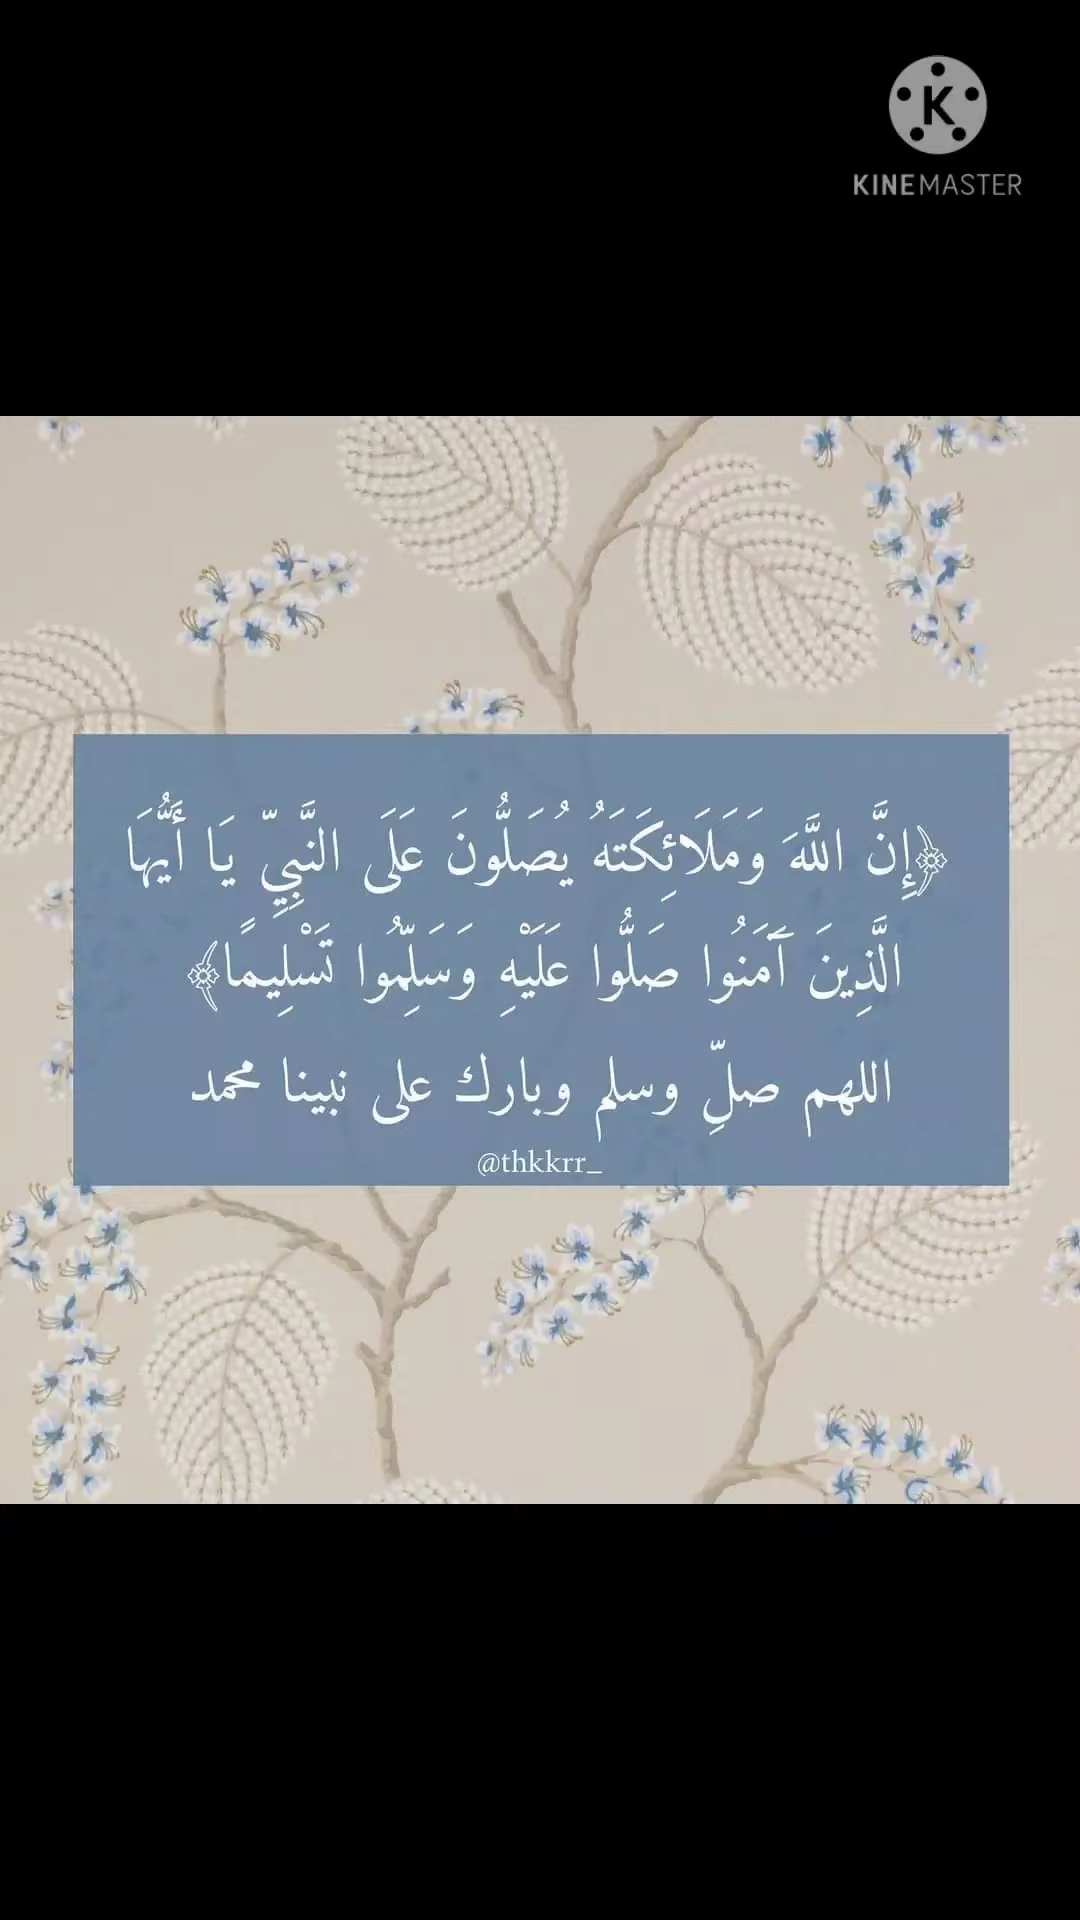 KINEMASTER
﴿إِنَّ اللَّهَ وَمَلَائِكَتَهُ يُصَلُّونَ عَلَى النَّبِيِّ يَا أَيُّهَا
الَّذِينَ آمَنُوا صَلُّوا عَلَيْهِ وَسَلِّمُوا تَسْلِيمًا﴾
اللهم صلِّ وسلم وبارك على نبينا محمد
@thkkrr_